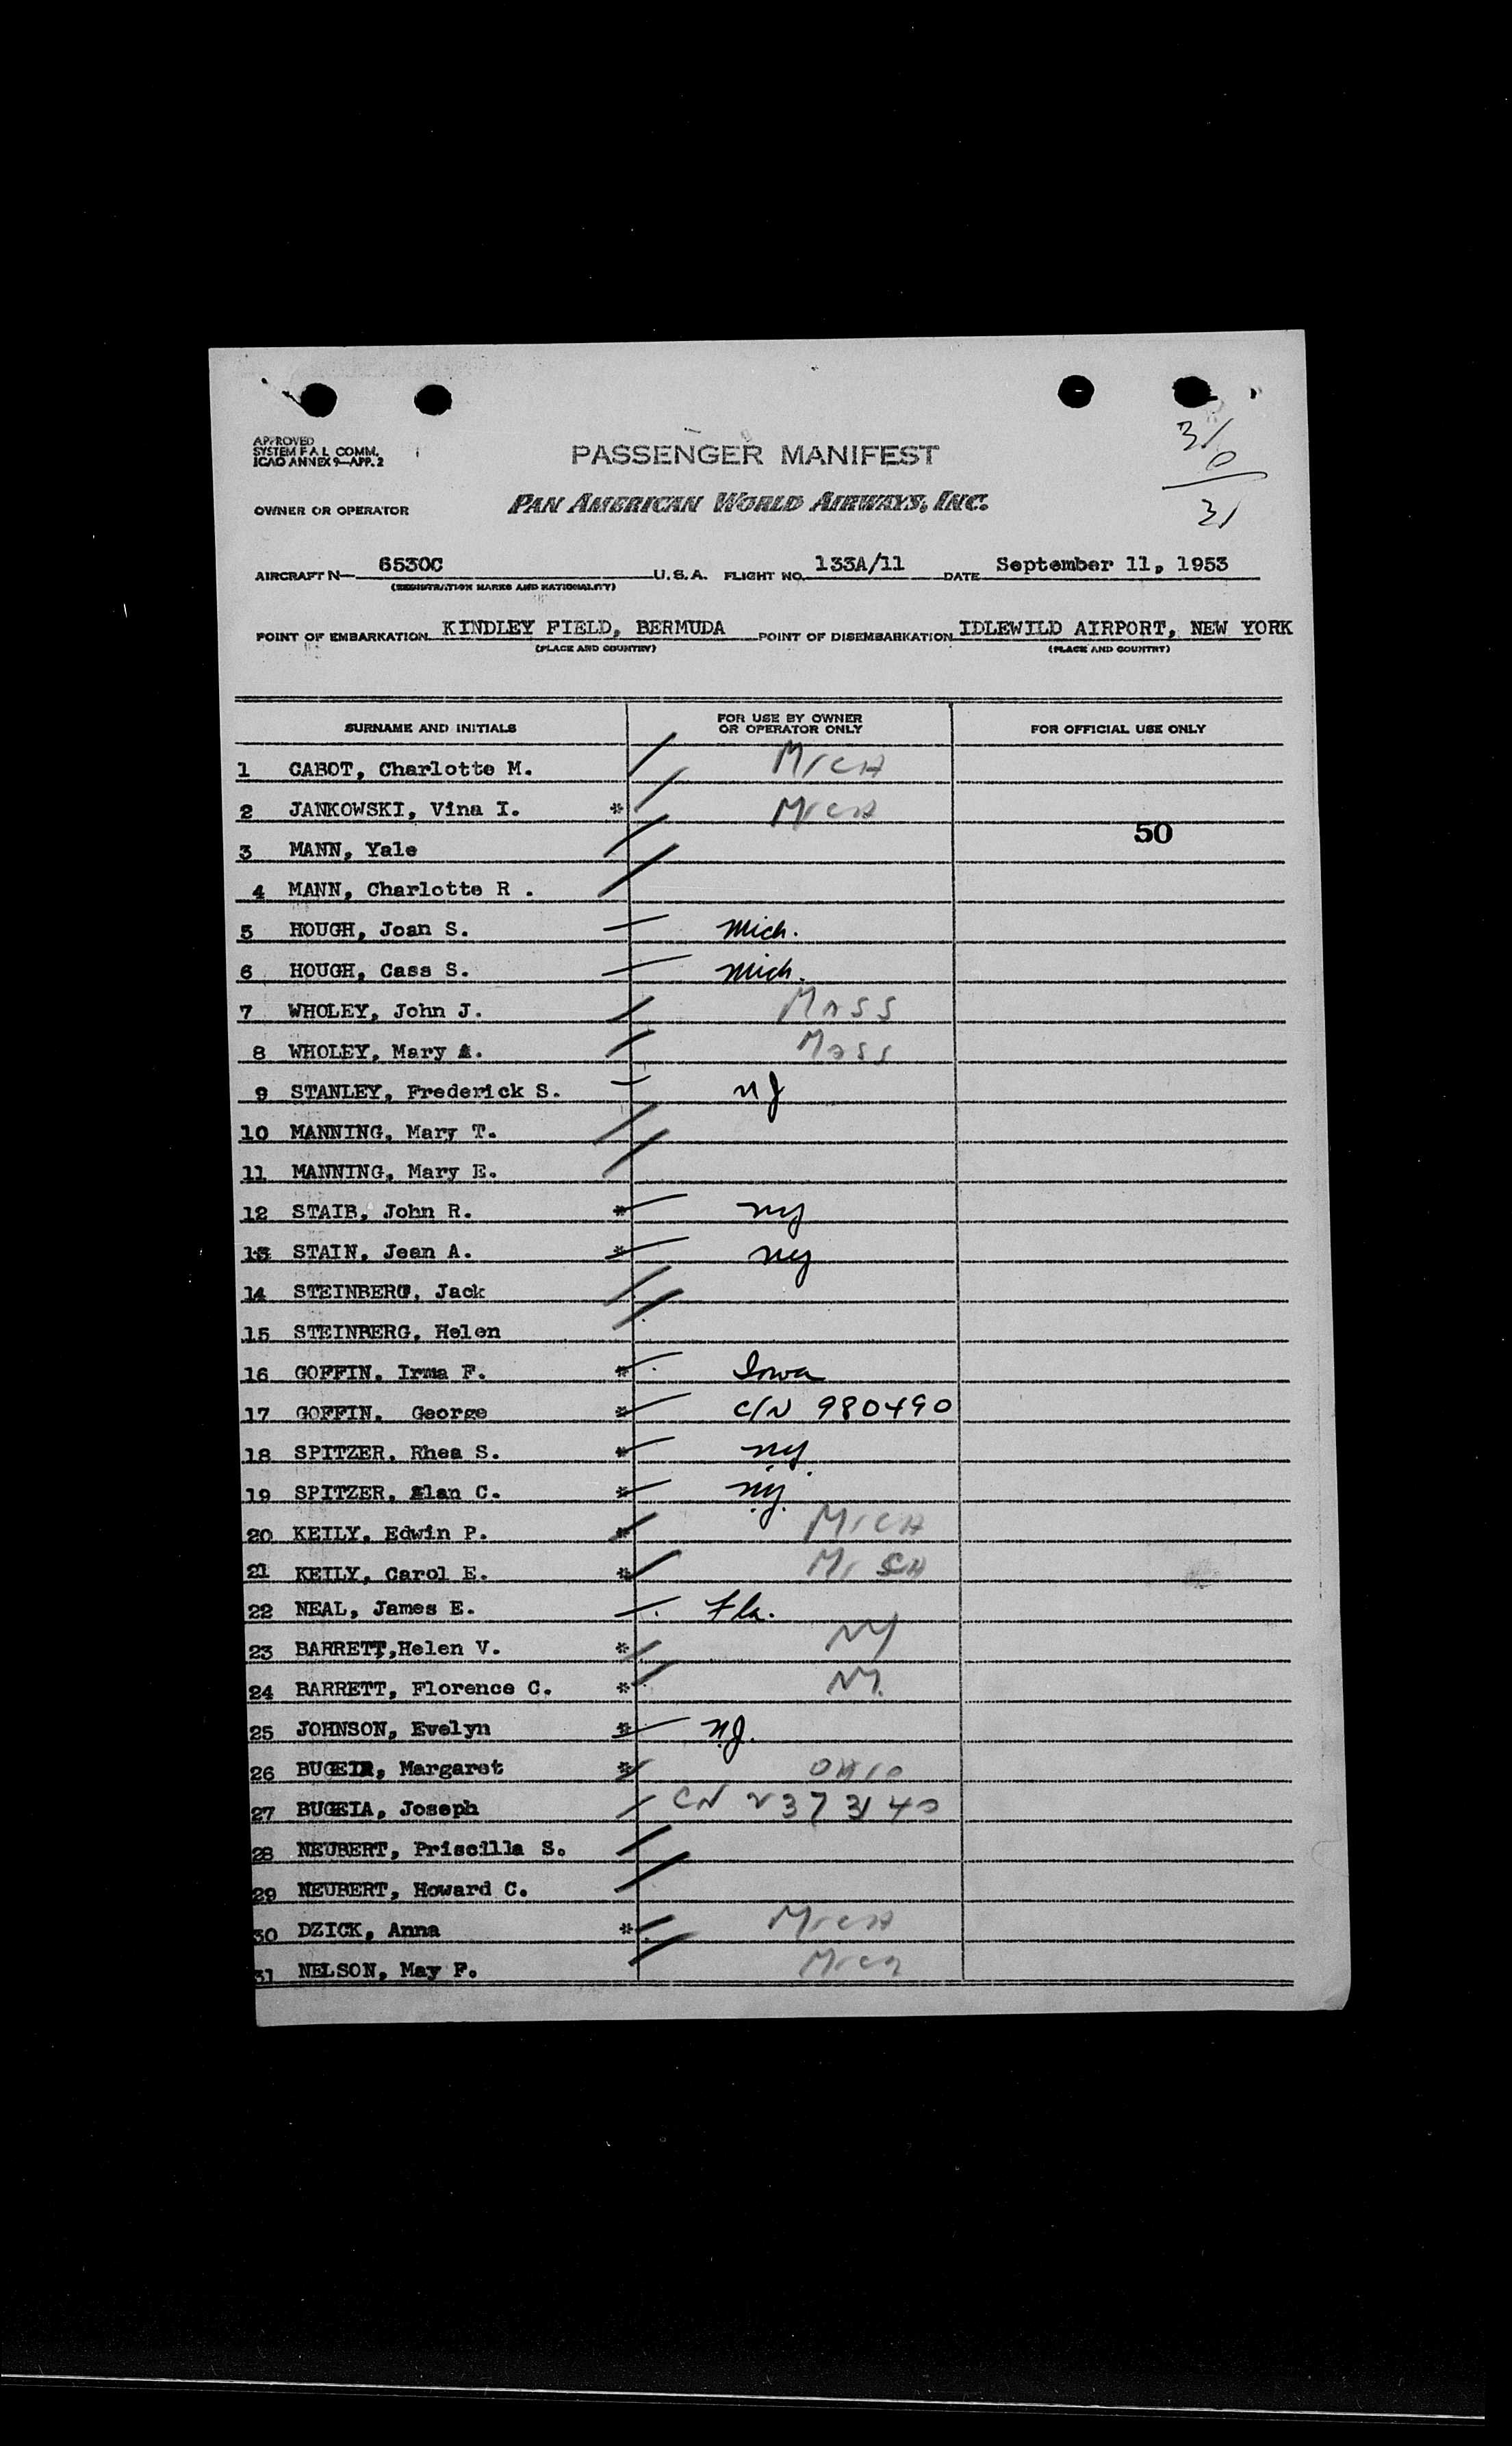 APPROVED
SYSTEM F A L COMM.
ICAO ANNEX 9—APP. 2
PASSENGER MANIFEST
31
0
31
OWNER OR OPERATOR PAN AMERICAN WORLD AIRWAYS, INC.
AIRCRAFT N— 6530C U.S.A. FLIGHT NO. 133A/11 DATE September 11, 1953
(REGISTRATION MARKS AND NATIONALITY)
POINT OF EMBARKATION KINDLEY FIELD, BERMUDA POINT OF DISEMBARKATION IDLEWILD AIRPORT, NEW YORK
(PLACE AND COUNTRY) (PLACE AND COUNTRY)
SURNAME AND INITIALS FOR USE BY OWNER OR OPERATOR ONLY FOR OFFICIAL USE ONLY
1 CABOT, Charlotte M. MICH
2 JANKOWSKI, Vina I. * MICH
50
3 MANN, Yale
4 MANN, Charlotte R .
5 HOUGH, Joan S. Mich.
6 HOUGH, Cass S. Mich.
7 WHOLEY, John J. MASS
8 WHOLEY, Mary A. Mass
9 STANLEY, Frederick S. NJ
10 MANNING, Mary T.
11 MANNING, Mary E.
12 STAIB, John R. * NY
13 STAIN, Jean A. * NY
14 STEINBERG, Jack
15 STEINBERG, Helen
16 GOFFIN, Irma F. * Iowa
17 GOFFIN, George * C/N 980490
18 SPITZER, Rhea S. * NY.
19 SPITZER, Alan C. * N.Y.
20 KEILY, Edwin P. * MICH
21 KEILY, Carol E. * MICH
22 NEAL, James E. Fla.
23 BARRETT,Helen V. * NY
24 BARRETT, Florence C. * NY.
25 JOHNSON, Evelyn * N.J.
26 BUGEIA, Margaret * OHIO
27 BUGEIA, Joseph CN 2373140
28 NEUBERT, Priscilla S.
29 NEUBERT, Howard C.
30 DZICK, Anna * MICH
31 NELSON, May F. MICH